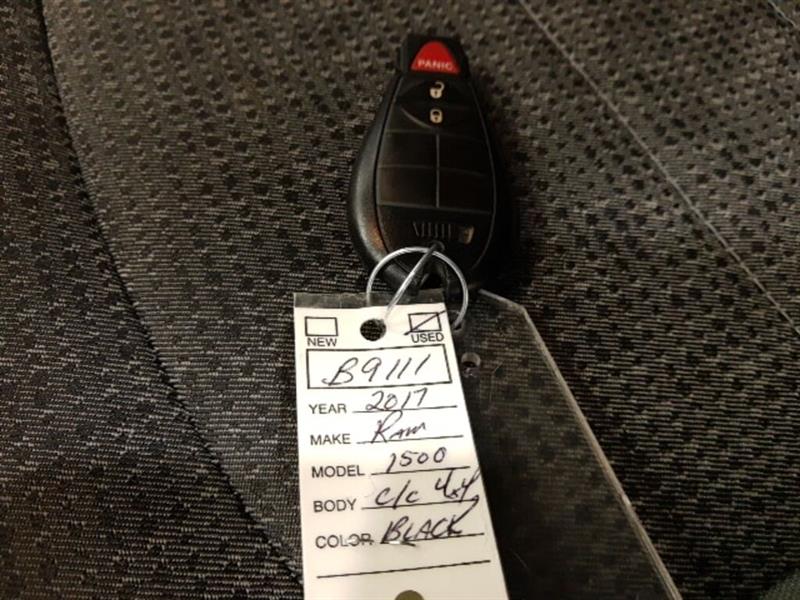 PANIC
NEW USED
B9111
YEAR 2017
MAKE Ram
MODEL 1500
BODY c/c 4x4
COLOR BLACK